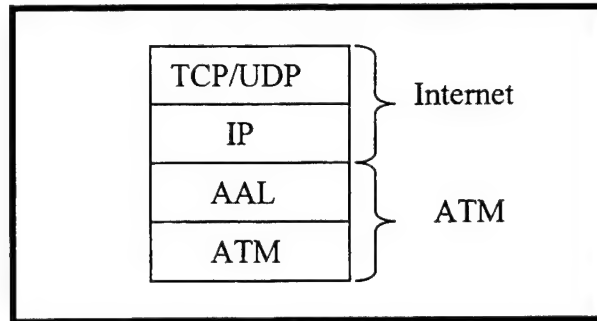 TCP/UDP
IP
AAL
ATM
Internet
ATM